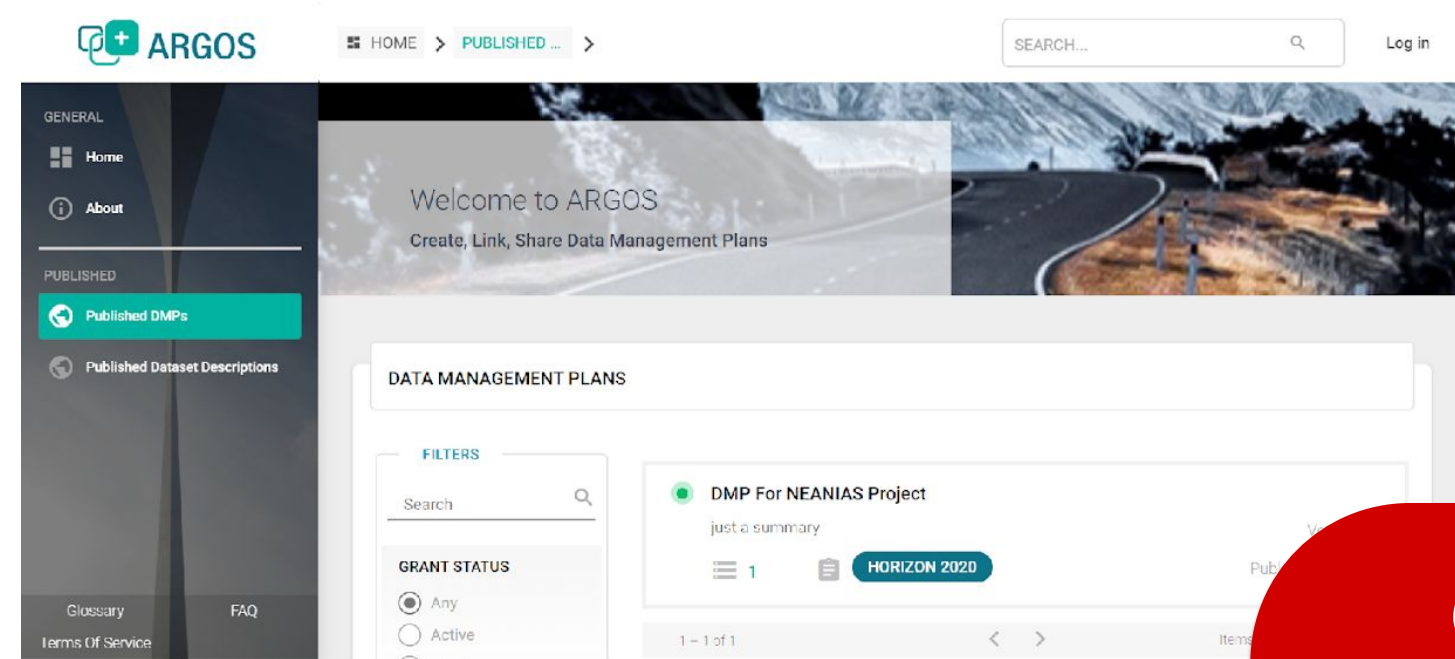 ARGOS
HOME > PUBLISHED ... >
SEARCH...
Log in
GENERAL
Home
About
PUBLISHED
Published DMPs
Published Dataset Descriptions
Glossary
FAQ
Terms Of Service
Welcome to ARGOS
Create, Link, Share Data Management Plans
DATA MANAGEMENT PLANS
FILTERS
Search
GRANT STATUS
Any
Active
DMP For NEANIAS Project
just a summary
1
HORIZON 2020
1 – 1 of 1
Items